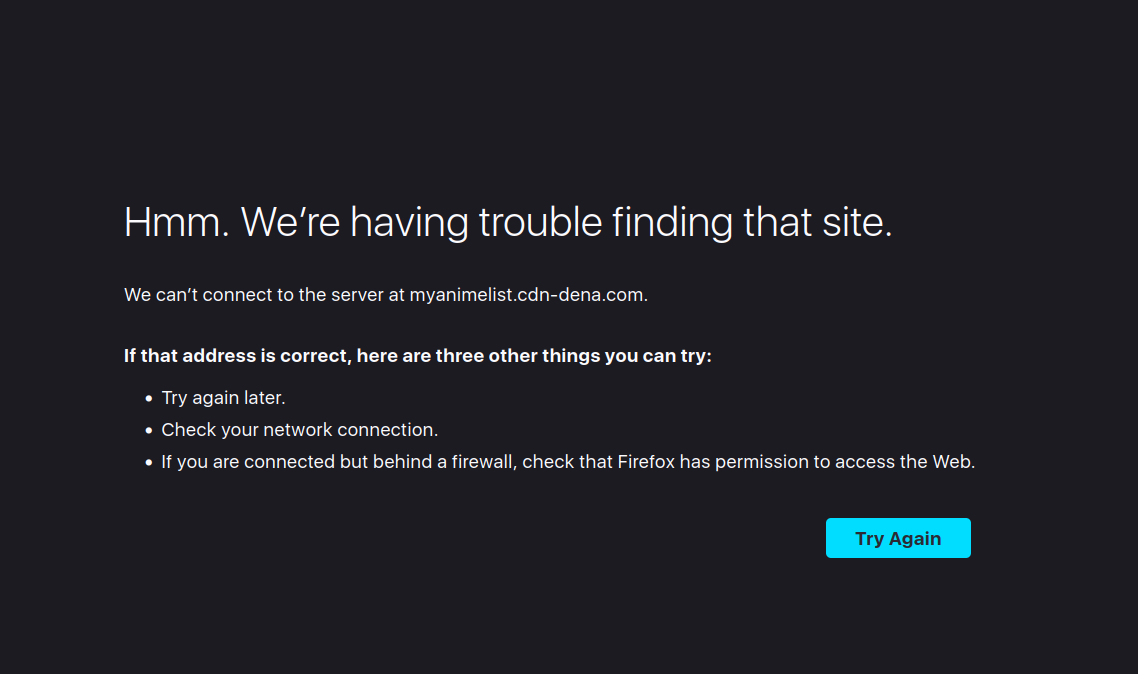 Hmm. We’re having trouble finding that site.
We can’t connect to the server at myanimelist.cdn-dena.com.
If that address is correct, here are three other things you can try:
• Try again later.
• Check your network connection.
• If you are connected but behind a firewall, check that Firefox has permission to access the Web.
Try Again